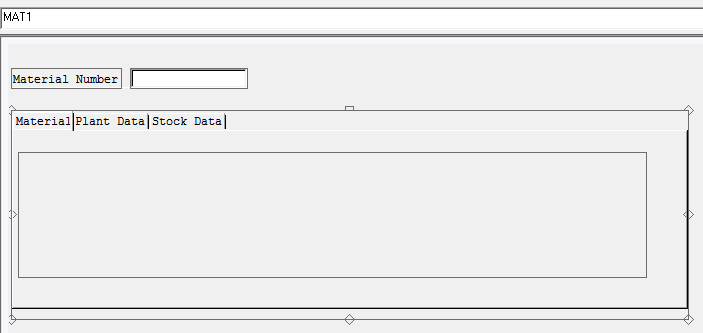 MAT1
Material Number
Material Plant Data Stock Data